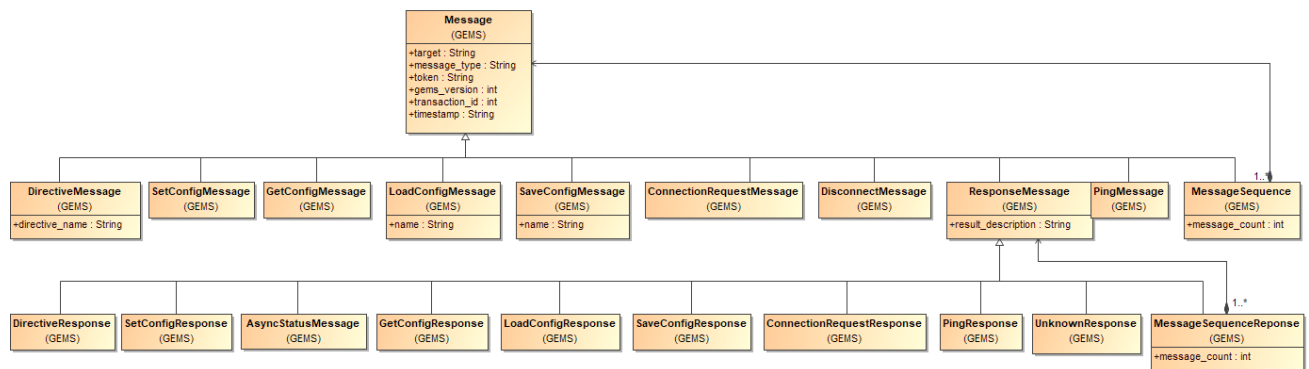 Message
(GEMS)
+target : String
+message_type : String
+token : String
+gems_version : int
+transaction_id : int
+timestamp : String
1..*
DirectiveMessage
(GEMS)
+directive_name : String
SetConfigMessage
(GEMS)
GetConfigMessage
(GEMS)
LoadConfigMessage
(GEMS)
+name : String
SaveConfigMessage
(GEMS)
+name : String
ConnectionRequestMessage
(GEMS)
DisconnectMessage
(GEMS)
ResponseMessage
(GEMS)
+result_description : String
PingMessage
(GEMS)
MessageSequence
(GEMS)
+message_count : int
1..*
DirectiveResponse
(GEMS)
SetConfigResponse
(GEMS)
AsyncStatusMessage
(GEMS)
GetConfigResponse
(GEMS)
LoadConfigResponse
(GEMS)
SaveConfigResponse
(GEMS)
ConnectionRequestResponse
(GEMS)
PingResponse
(GEMS)
UnknownResponse
(GEMS)
MessageSequenceReponse
(GEMS)
+message_count : int